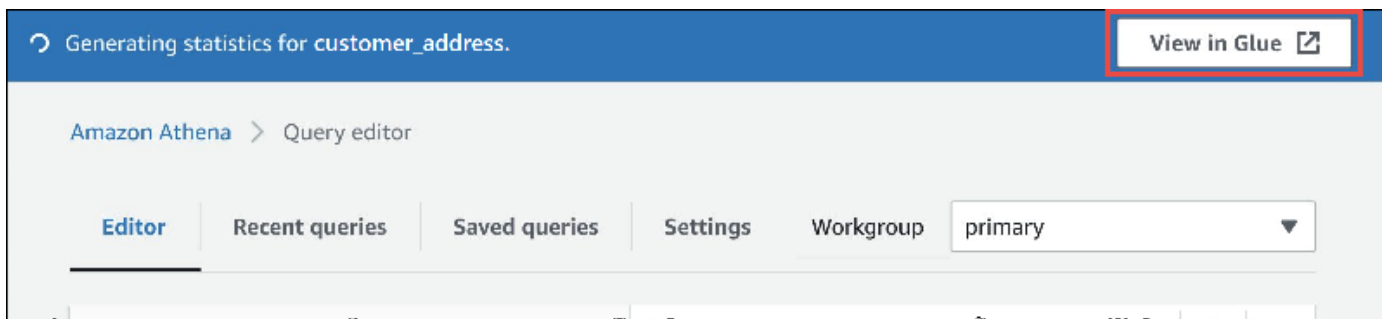 Generating statistics for customer_address.
View in Glue
Amazon Athena > Query editor
Editor Recent queries Saved queries Settings Workgroup primary